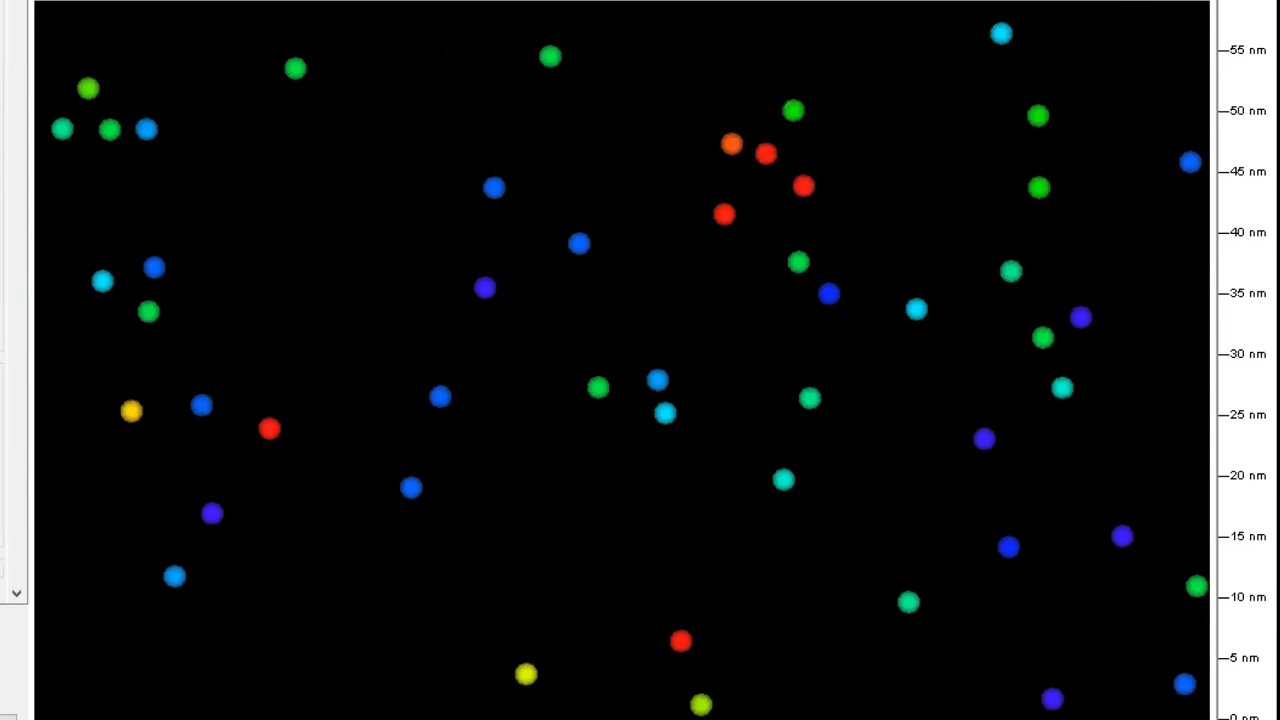 55 nm
50 nm
45 nm
40 nm
35 nm
30 nm
25 nm
20 nm
15 nm
10 nm
5 nm
0 nm